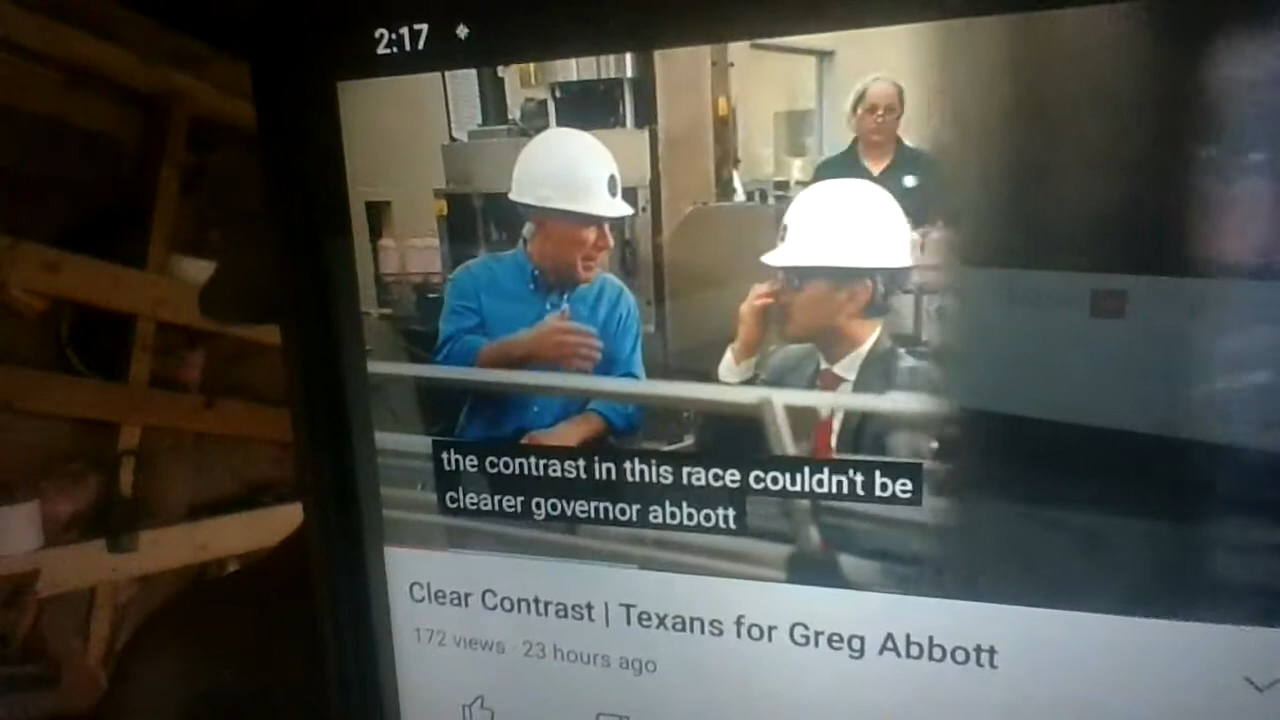 2:17
the contrast in this race couldn't be
clearer governor abbott
Clear Contrast | Texans for Greg Abbott
172 views · 23 hours ago